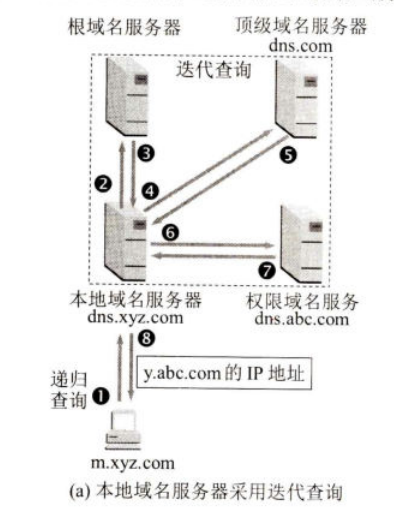 根域名服务器
顶级域名服务器
dns.com
迭代查询
❸
❷
❹
❺
❻
❼
本地域名服务器
dns.xyz.com
权限域名服务
dns.abc.com
❽
y.abc.com 的 IP 地址
递归
查询
❶
m.xyz.com
(a) 本地域名服务器采用迭代查询